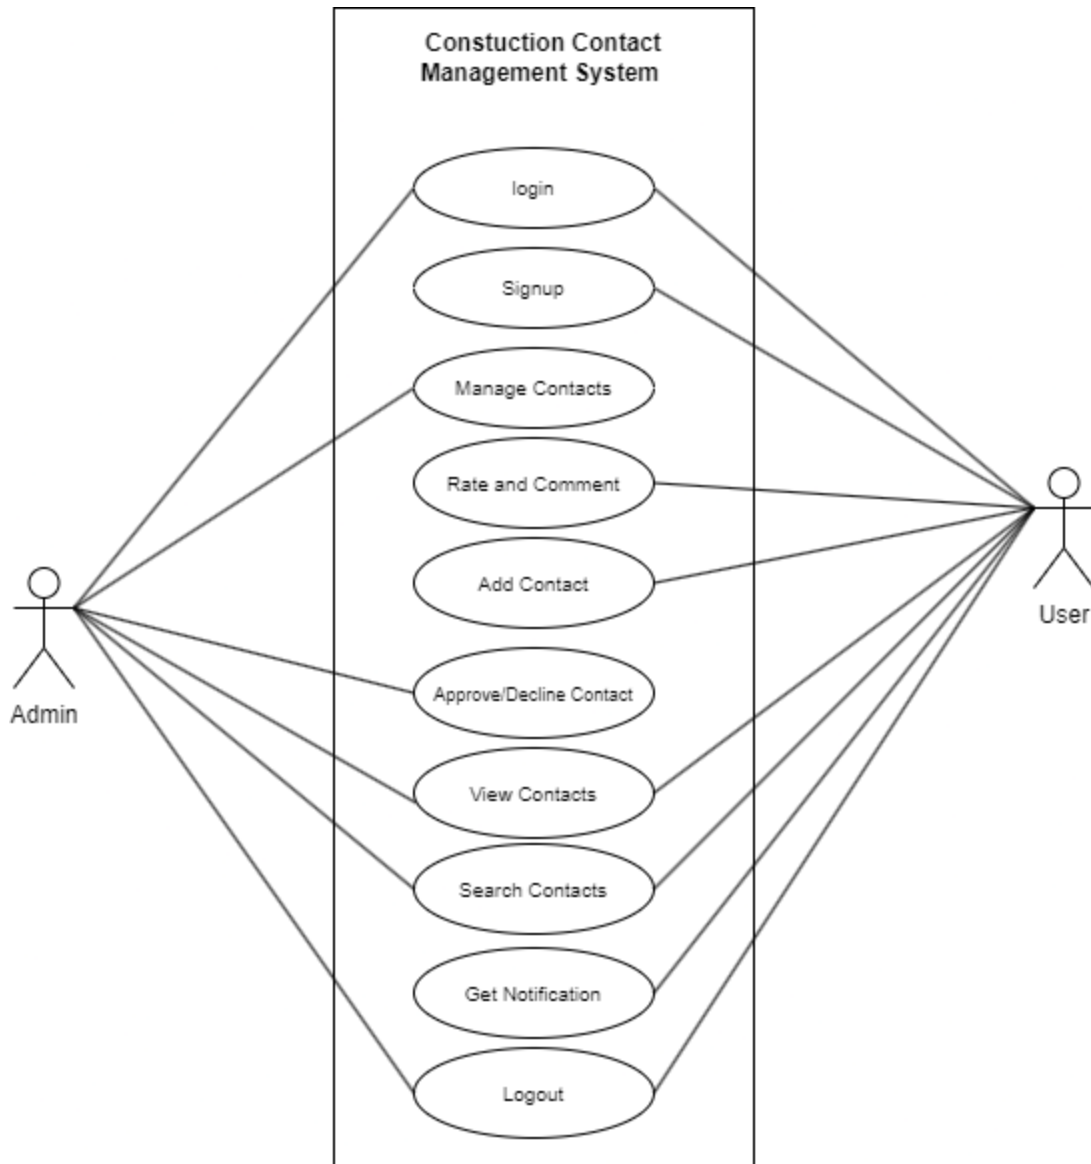 Constuction Contact
Management System
login
Signup
Manage Contacts
Rate and Comment
Add Contact
User
Approve/Decline Contact
Admin
View Contacts
Search Contacts
Get Notification
Logout